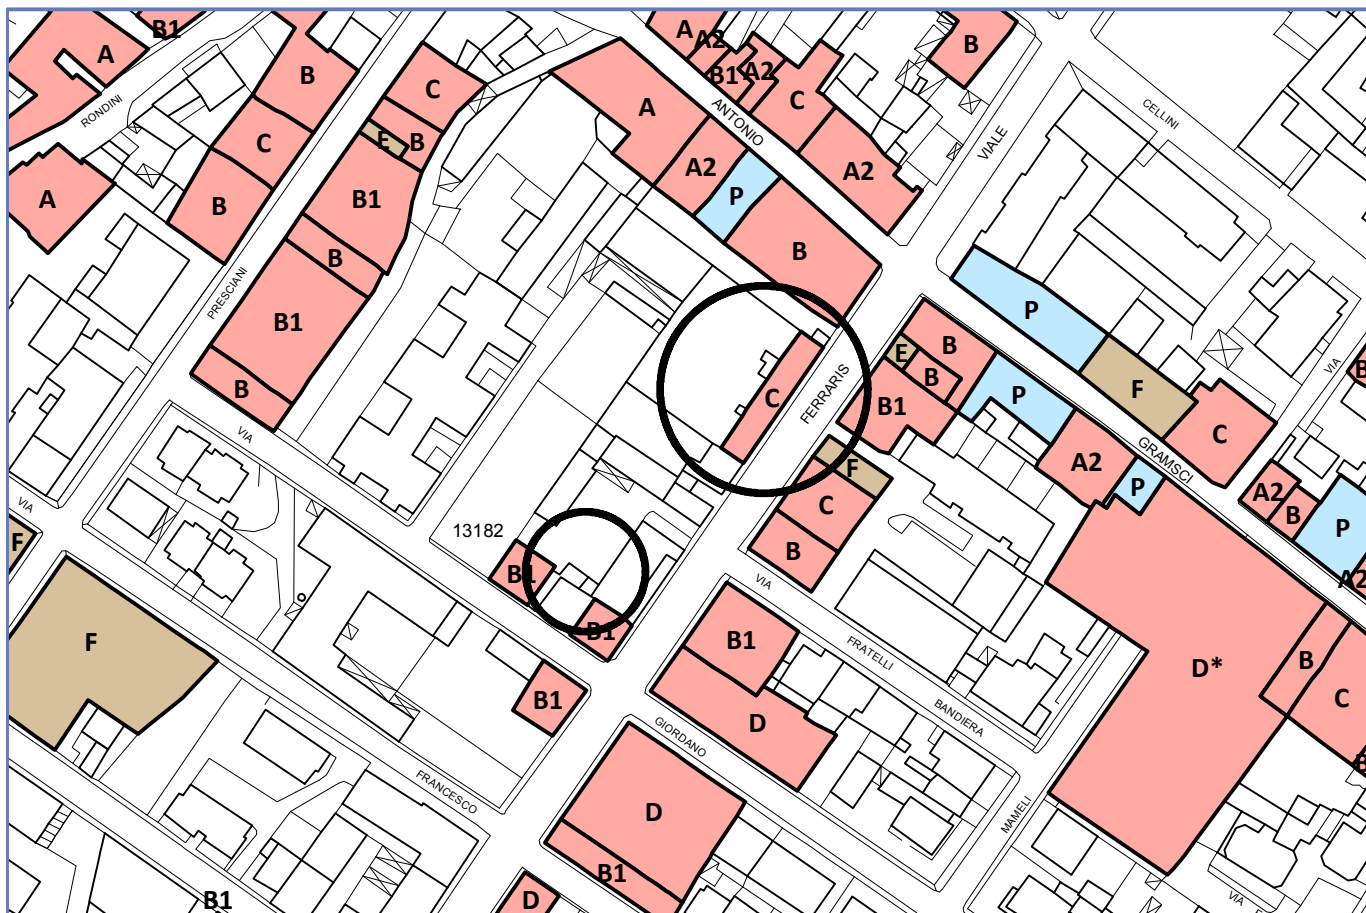 B1
A
A2
B
A
B
C
B1
A2
C
ANTONIO
RONDINI
A
VIALE
CELLINI
C
E
B
A2
P
A2
A
B
B1
B
B
P
PRESCIANI
B1
B
E
B
B
P
F
VIA
B
C
FERRARIS
B1
C
GRAMSCI
VIA
F
A2
P
A2
B
P
VIA
C
13182
F
B
B1
VIA
A2
B1
B1
FRATELLI
B
D*
C
F
B1
BANDIERA
GIORDANO
D
B
FRANCESCO
D
MAMELI
B1
B1
D
VIA